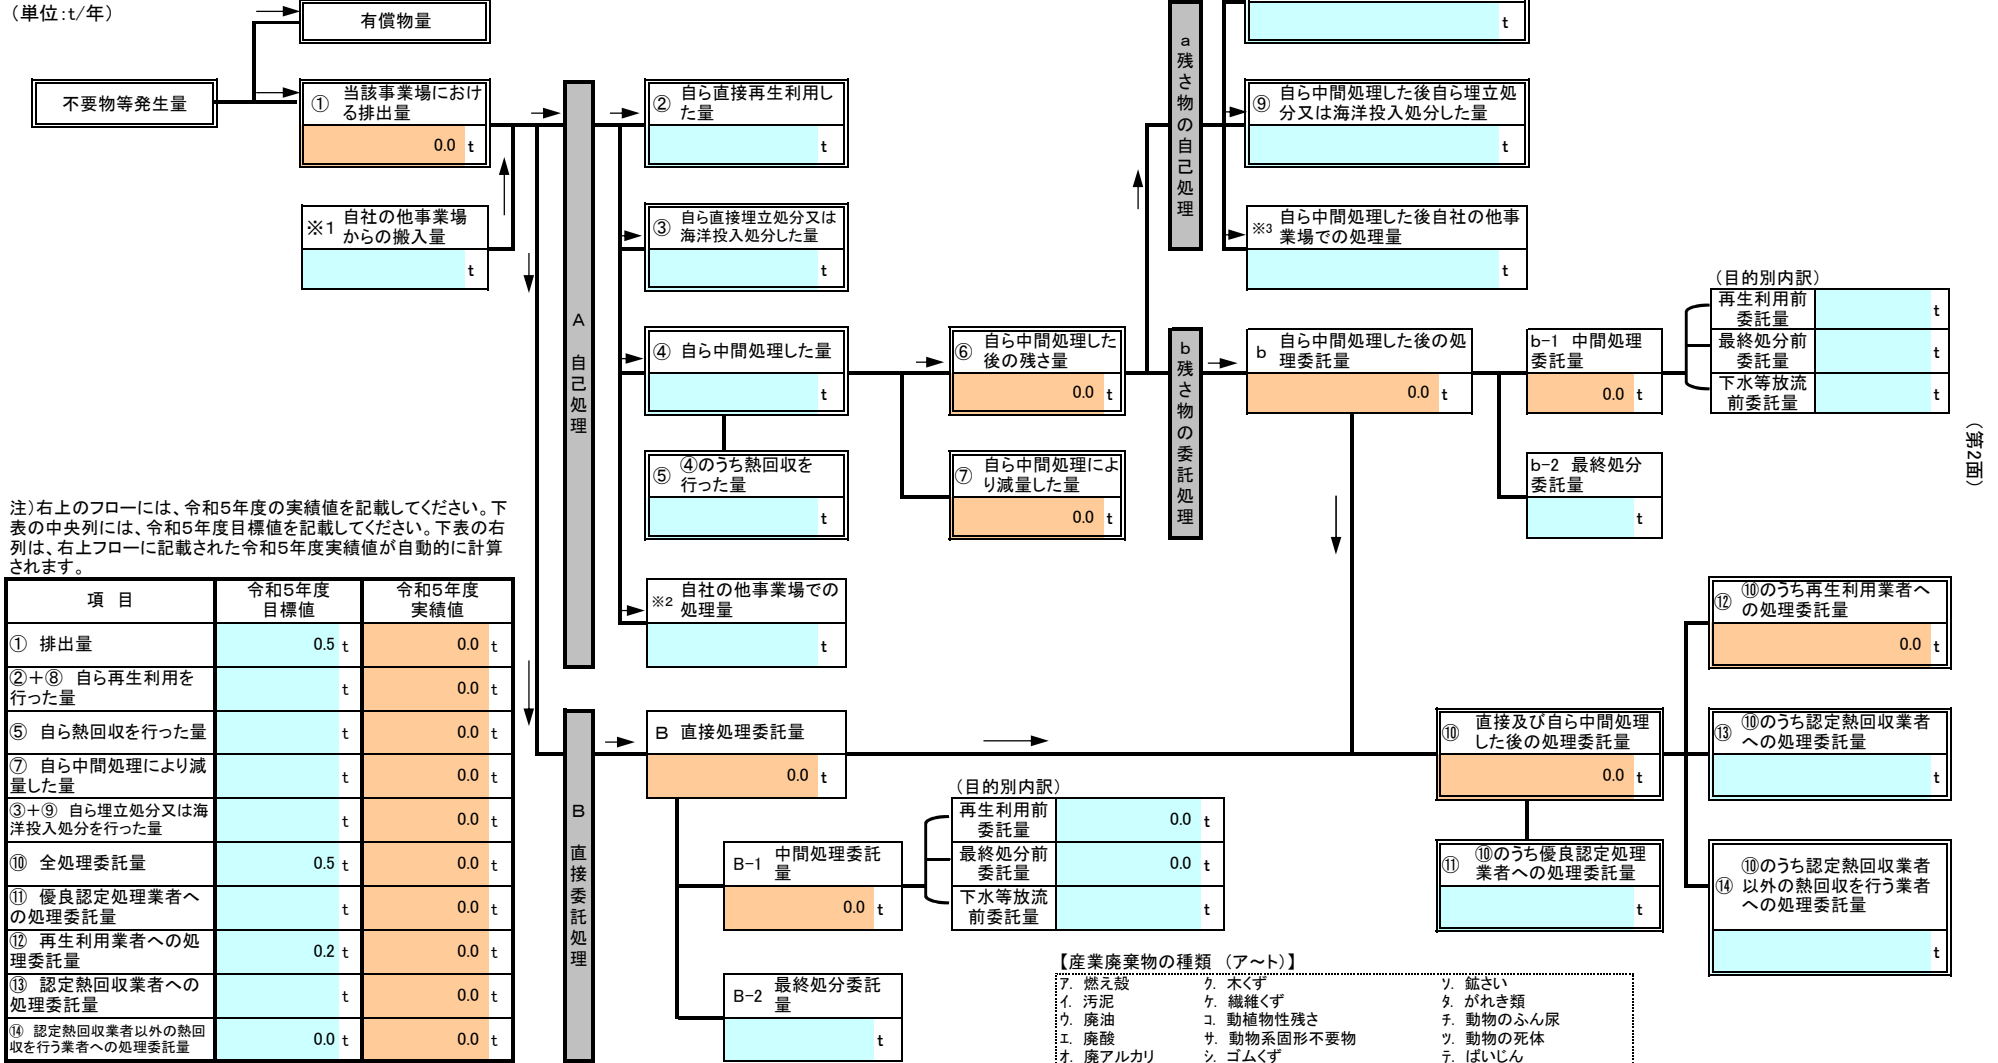 （単位：t/年）
有償物量
t
不要物等発生量
① 当該事業場におけ
る排出量
0.0 t
※1 自社の他事業場
からの搬入量
t
A 自己処理
② 自ら直接再生利用し
た量
t
③ 自ら直接埋立処分又は
海洋投入処分した量
t
④ 自ら中間処理した量
t
⑤ ④のうち熱回収を
行った量
t
※2 自社の他事業場での
処理量
t
⑥ 自ら中間処理した
後の残さ量
0.0 t
⑦ 自ら中間処理によ
り減量した量
0.0 t
a 残さ物の自己処理
⑨ 自ら中間処理した後自ら埋立処
分又は海洋投入処分した量
t
※3 自ら中間処理した後自社の他事
業場での処理量
t
b 残さ物の委託処理
b 自ら中間処理した後の処
理委託量
0.0 t
b-1 中間処理
委託量
0.0 t
（目的別内訳）
再生利用前
委託量
t
最終処分前
委託量
t
下水等放流
前委託量
t
b-2 最終処分
委託量
t
（第2面）
注）右上のフローには、令和5年度の実績値を記載してください。下
表の中央列には、令和5年度目標値を記載してください。下表の右
列は、右上フローに記載された令和5年度実績値が自動的に計算
されます。
項 目
令和5年度
目標値
令和5年度
実績値
① 排出量
0.5 t 0.0 t
②＋⑧ 自ら再生利用を
行った量
t 0.0 t
⑤ 自ら熱回収を行った量
t 0.0 t
⑦ 自ら中間処理により減
量した量
t 0.0 t
③＋⑨ 自ら埋立処分又は海
洋投入処分を行った量
t 0.0 t
⑩ 全処理委託量
0.5 t 0.0 t
⑪ 優良認定処理業者へ
の処理委託量
t 0.0 t
⑫ 再生利用業者への処
理委託量
0.2 t 0.0 t
⑬ 認定熱回収業者への
処理委託量
t 0.0 t
⑭ 認定熱回収業者以外の熱回
収を行う業者への処理委託量
0.0 t 0.0 t
B 直接委託処理
B 直接処理委託量
0.0 t
B-1 中間処理委託
量
0.0 t
（目的別内訳）
再生利用前
委託量
0.0 t
最終処分前
委託量
0.0 t
下水等放流
前委託量
t
B-2 最終処分委託
量
t
⑩ 直接及び自ら中間処理
した後の処理委託量
0.0 t
⑪ ⑩のうち優良認定処理
業者への処理委託量
t
⑫ ⑩のうち再生利用業者へ
の処理委託量
0.0 t
⑬ ⑩のうち認定熱回収業者
への処理委託量
t
⑭ ⑩のうち認定熱回収業者
以外の熱回収を行う業者
への処理委託量
t
【産業廃棄物の種類 （ア～ト）】
ア. 燃え殻 ク. 木くず ソ. 鉱さい
イ. 汚泥 ケ. 繊維くず タ. がれき類
ウ. 廃油 コ. 動植物性残さ チ. 動物のふん尿
エ. 廃酸 サ. 動物系固形不要物 ツ. 動物の死体
オ. 廃アルカリ シ. ゴムくず テ. ばいじん